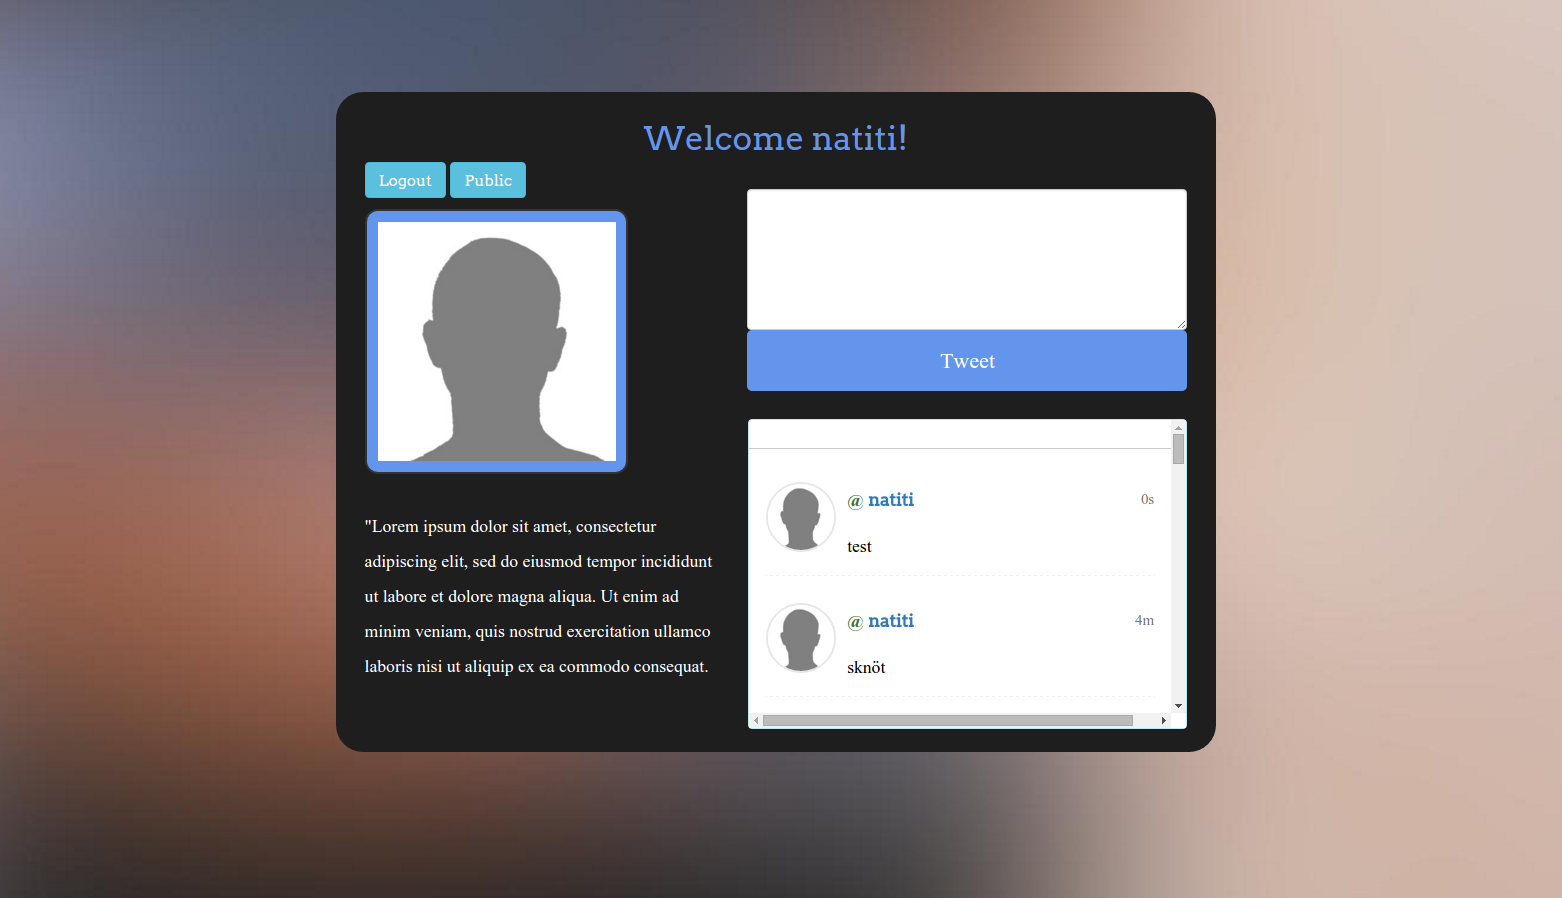 Welcome natiti!
Logout Public
Tweet
@ natiti 0s
test
@ natiti 4m
sknöt
"Lorem ipsum dolor sit amet, consectetur
adipiscing elit, sed do eiusmod tempor incididunt
ut labore et dolore magna aliqua. Ut enim ad
minim veniam, quis nostrud exercitation ullamco
laboris nisi ut aliquip ex ea commodo consequat.